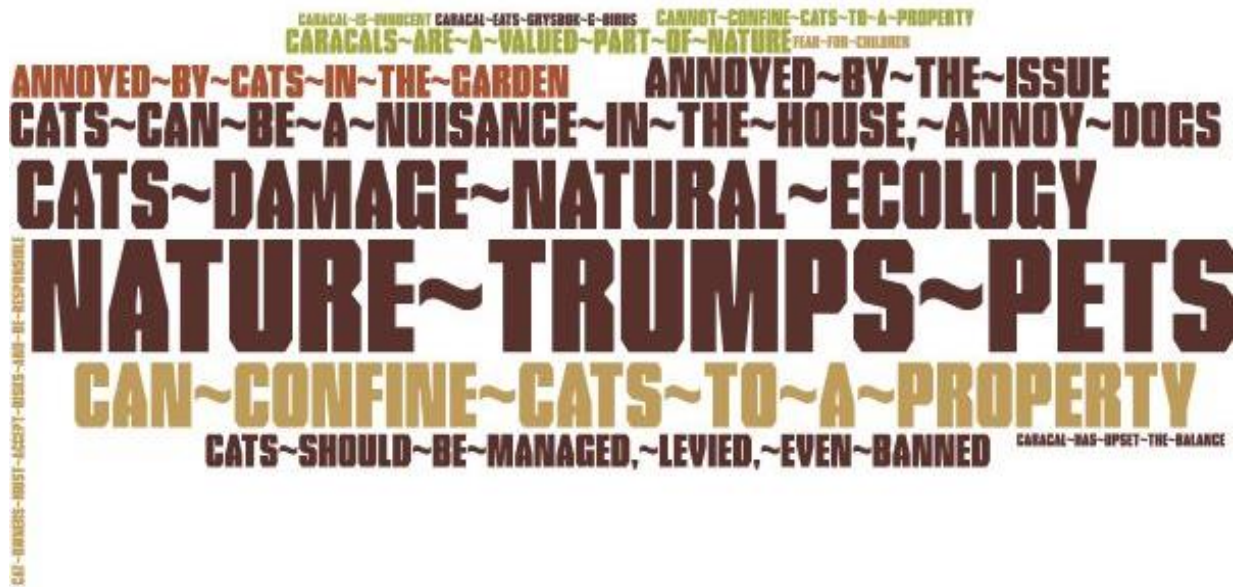 CARACAL~IS~INNOCENT CARACAL~EATS~GRYSBOK~&~BIRDS CANNOT~CONFINE~CATS~TO~A~PROPERTY
CARACALS~ARE~A~VALUED~PART~OF~NATURE FEAR~FOR~CHILDREN
ANNOYED~BY~CATS~IN~THE~GARDEN ANNOYED~BY~THE~ISSUE
CATS~CAN~BE~A~NUISANCE~IN~THE~HOUSE,~ANNOY~DOGS
CATS~DAMAGE~NATURAL~ECOLOGY
NATURE~TRUMPS~PETS
CAN~CONFINE~CATS~TO~A~PROPERTY
CATS~SHOULD~BE~MANAGED,~LEVIED,~EVEN~BANNED
CARACAL~HAS~UPSET~THE~BALANCE
CAT~OWNERS~MUST~ACCEPT~RISKS~AND~BE~RESPONSIBLE